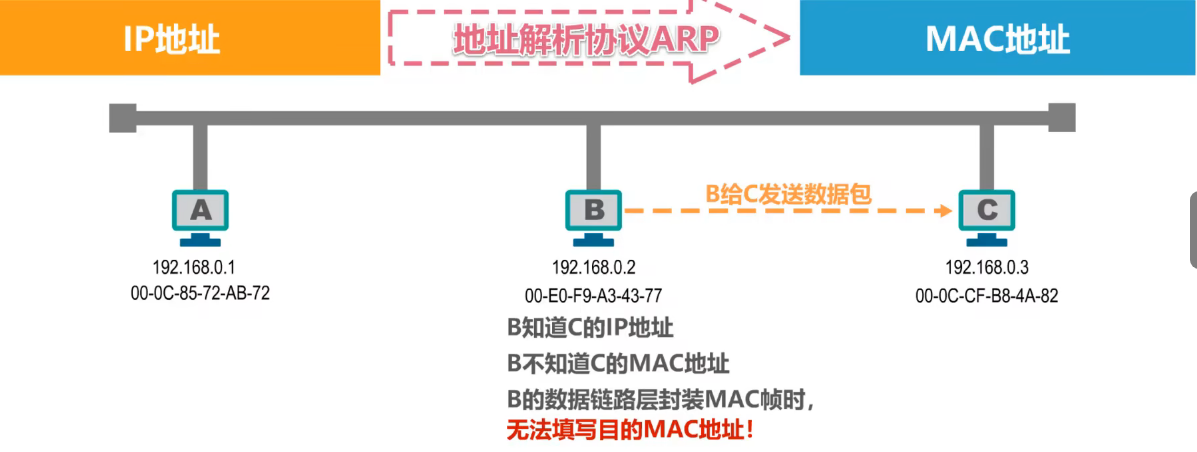 IP地址
地址解析协议ARP
MAC地址
B给C发送数据包
A
B
C
192.168.0.1
00-0C-85-72-AB-72
192.168.0.2
00-E0-F9-A3-43-77
192.168.0.3
00-0C-CF-B8-4A-82
B知道C的IP地址
B不知道C的MAC地址
B的数据链路层封装MAC帧时，
无法填写目的MAC地址！